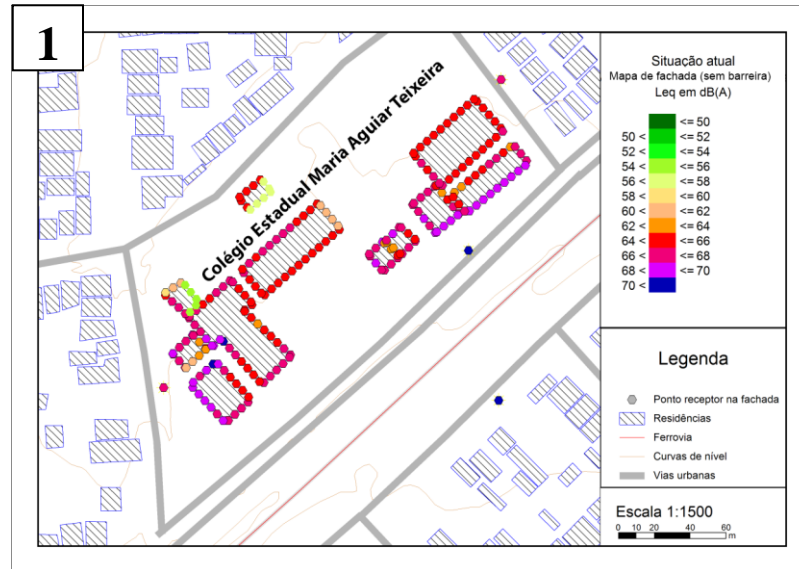 1
Colégio Estadual Maria Aguiar Teixeira
Situação atual
Mapa de fachada (sem barreira)
Leq em dB(A)
<= 50
50 < <= 52
52 < <= 54
54 < <= 56
56 < <= 58
58 < <= 60
60 < <= 62
62 < <= 64
64 < <= 66
66 < <= 68
68 < <= 70
70 <
Legenda
Ponto receptor na fachada
Residências
Ferrovia
Curvas de nível
Vias urbanas
Escala 1:1500
0 10 20 40 60
m